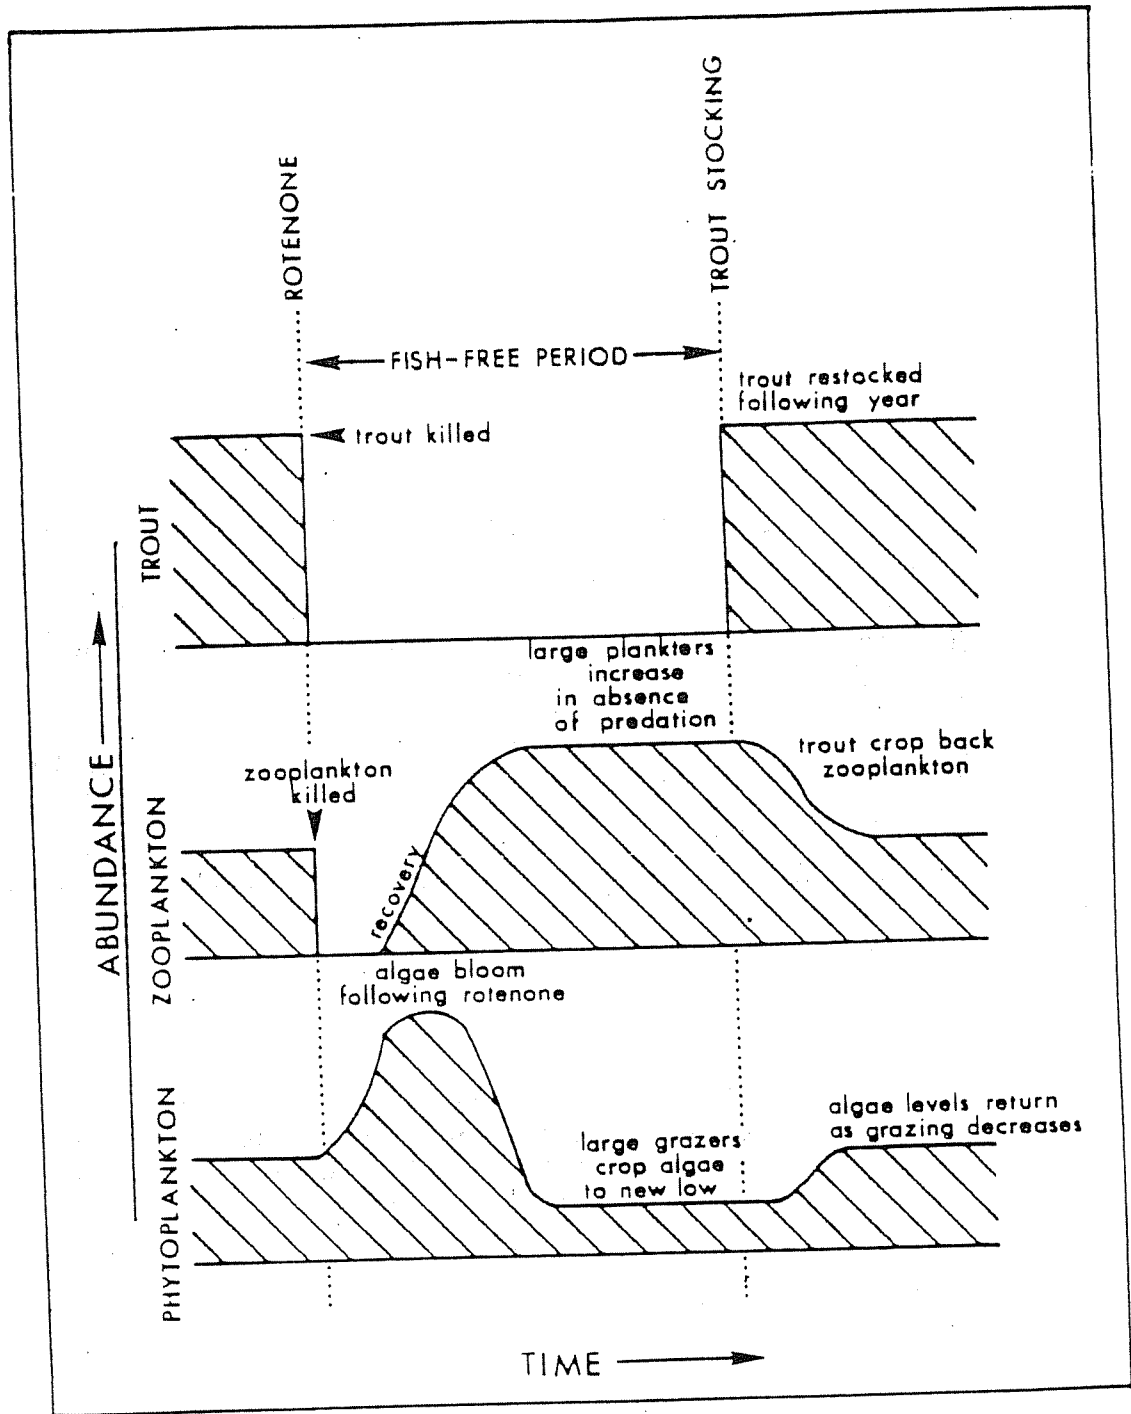 ROTENONE
TROUT STOCKING
FISH-FREE PERIOD
trout restocked
following year
trout killed
TROUT
large plankters
increase
in absence
of predation
zooplankton
killed
trout crop back
zooplankton
ABUNDANCE
ZOOPLANKTON
recovery
algae bloom
following rotenone
large grazers
crop algae
to new low
algae levels return
as grazing decreases
PHYTOPLANKTON
TIME